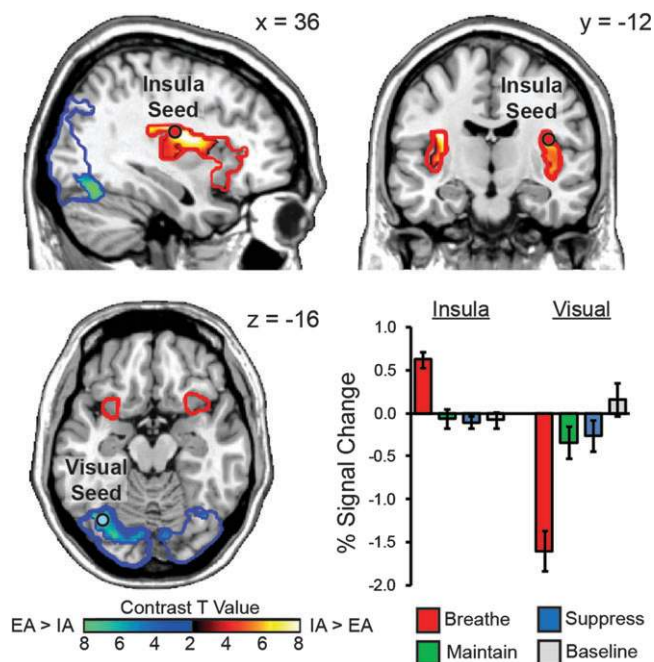 x = 36
Insula
Seed
y = -12
Insula
Seed
z = -16
Visual
Seed
Contrast T Value
EA > IA
IA > EA
8 6 4 2 2 4 6 8
Insula Visual
% Signal Change
1.0
0.5
0.0
-0.5
-1.0
-1.5
-2.0
Breathe
Suppress
Maintain
Baseline